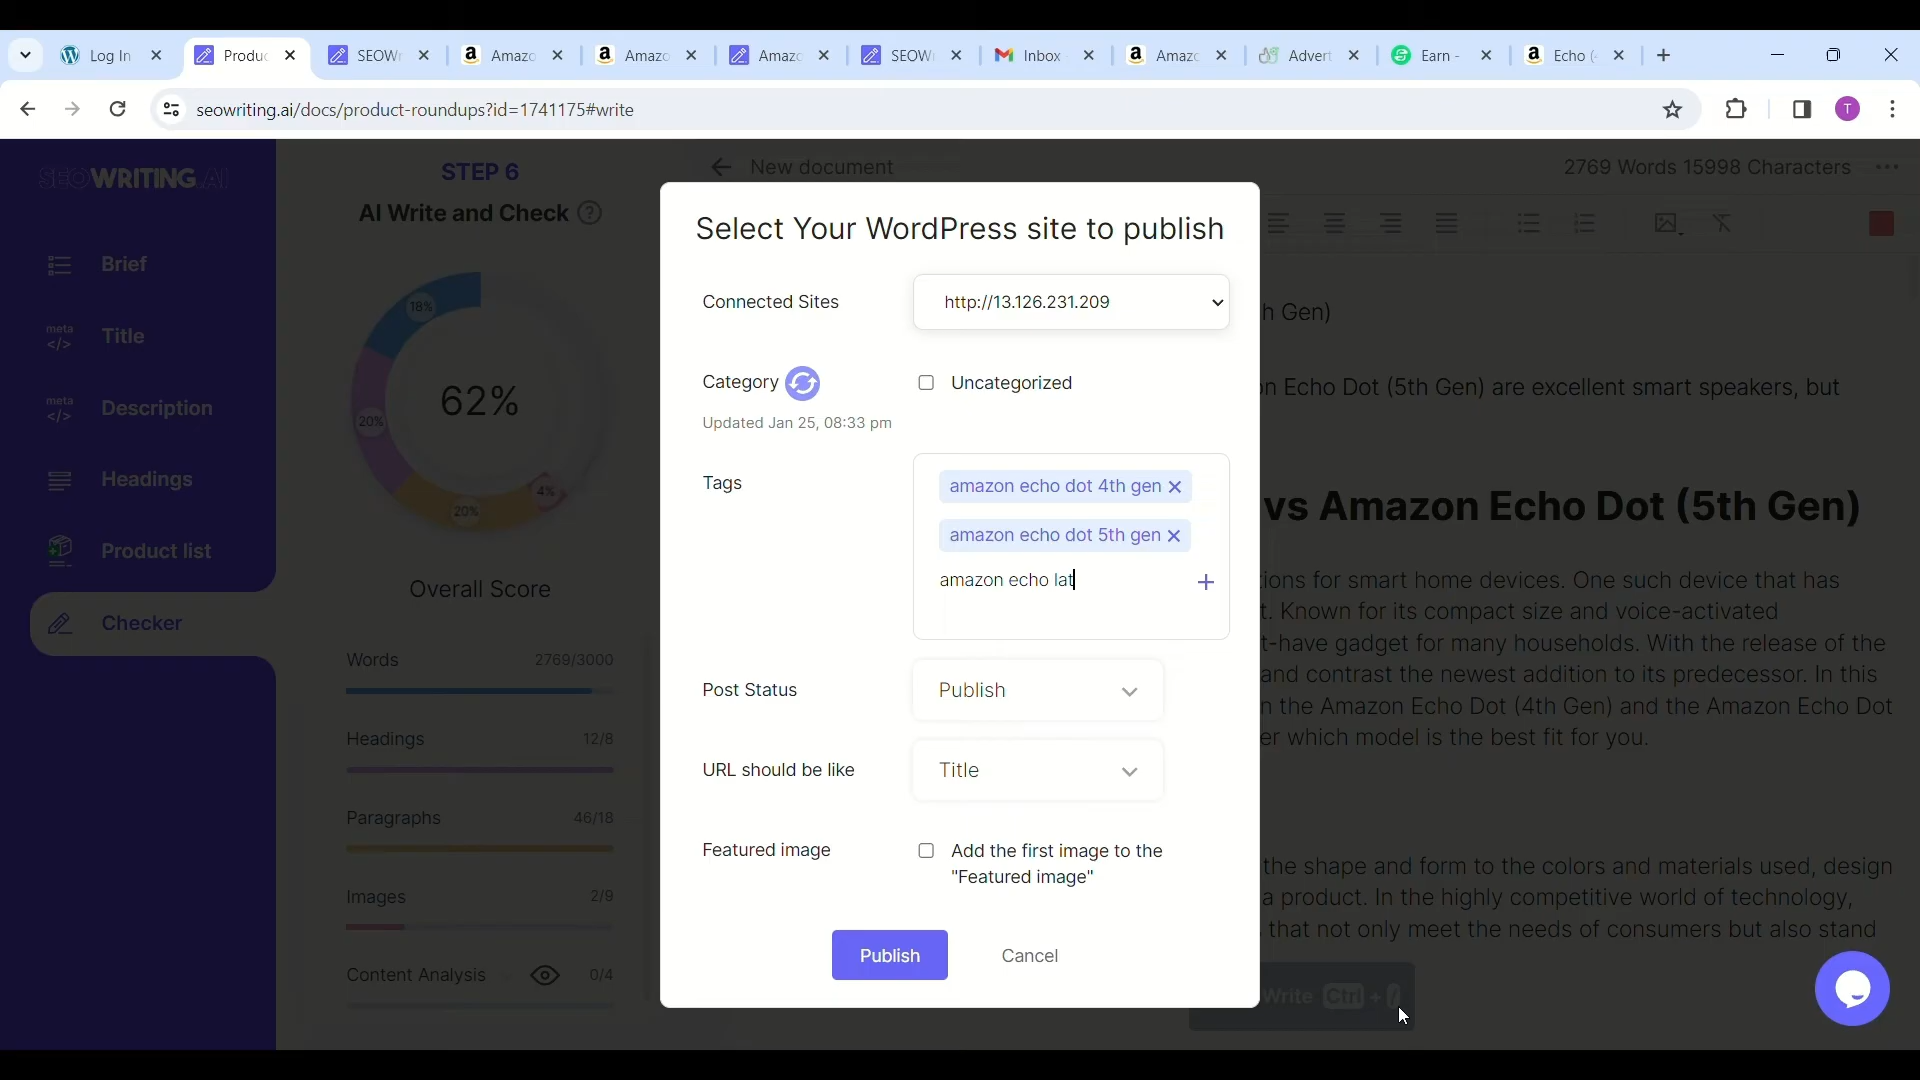 Log In
Produc
SEOWr
Amazo
Amazo
Amazo
SEOWr
Inbox
Amazo
Advert
Earn -
Echo (
seowriting.ai/docs/product-roundups?id=1741175#write
T
SEOWRITING.AI
Brief
meta
</>
Title
meta
</>
Description
Headings
Product list
Checker
STEP 6
AI Write and Check ?
18%
62%
20%
4%
20%
Overall Score
Words 2769/3000
Headings 12/8
Paragraphs 46/18
Images 2/9
Content Analysis 0/4
New document
2769 Words 15998 Characters
Select Your WordPress site to publish
Connected Sites
http://13.126.231.209
Category
Uncategorized
Updated Jan 25, 08:33 pm
Tags
amazon echo dot 4th gen
amazon echo dot 5th gen
amazon echo lat
Post Status
Publish
URL should be like
Title
Featured image
Add the first image to the
"Featured image"
Publish
Cancel
h Gen)
n Echo Dot (5th Gen) are excellent smart speakers, but
vs Amazon Echo Dot (5th Gen)
ions for smart home devices. One such device that has
t. Known for its compact size and voice-activated
t-have gadget for many households. With the release of the
and contrast the newest addition to its predecessor. In this
n the Amazon Echo Dot (4th Gen) and the Amazon Echo Dot
er which model is the best fit for you.
the shape and form to the colors and materials used, design
a product. In the highly competitive world of technology,
that not only meet the needs of consumers but also stand
Write Ctrl + /